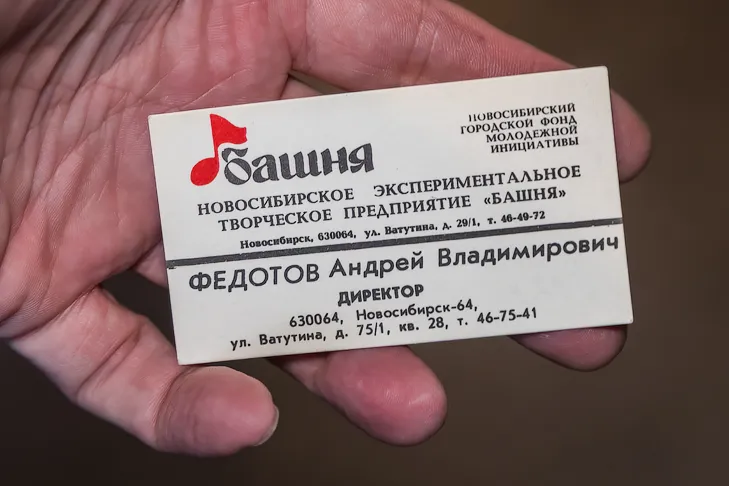 башня
НОВОСИБИРСКИЙ
ГОРОДСКОЙ ФОНД
МОЛОДЕЖНОЙ
ИНИЦИАТИВЫ
НОВОСИБИРСКОЕ ЭКСПЕРИМЕНТАЛЬНОЕ
ТВОРЧЕСКОЕ ПРЕДПРИЯТИЕ «БАШНЯ»
Новосибирск, 630064, ул. Ватутина, д. 29/1, т. 46-49-72
ФЕДОТОВ Андрей Владимирович
ДИРЕКТОР
630064, Новосибирск-64,
ул. Ватутина, д. 75/1, кв. 28, т. 46-75-41